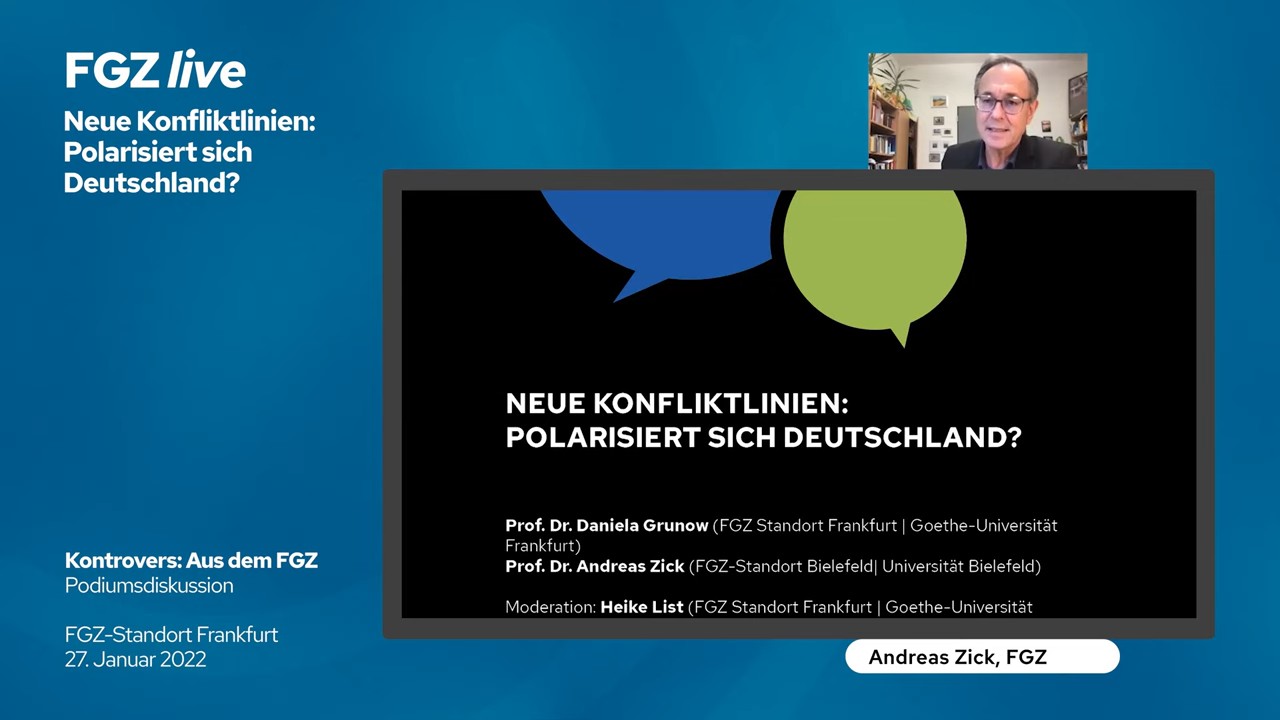 FGZ live
Neue Konfliktlinien:
Polarisiert sich
Deutschland?
NEUE KONFLIKTLINIEN:
POLARISIERT SICH DEUTSCHLAND?
Prof. Dr. Daniela Grunow (FGZ Standort Frankfurt | Goethe-Universität
Frankfurt)
Prof. Dr. Andreas Zick (FGZ-Standort Bielefeld| Universität Bielefeld)
Moderation: Heike List (FGZ Standort Frankfurt | Goethe-Universität
Kontrovers: Aus dem FGZ
Podiumsdiskussion
FGZ-Standort Frankfurt
27. Januar 2022
Andreas Zick, FGZ